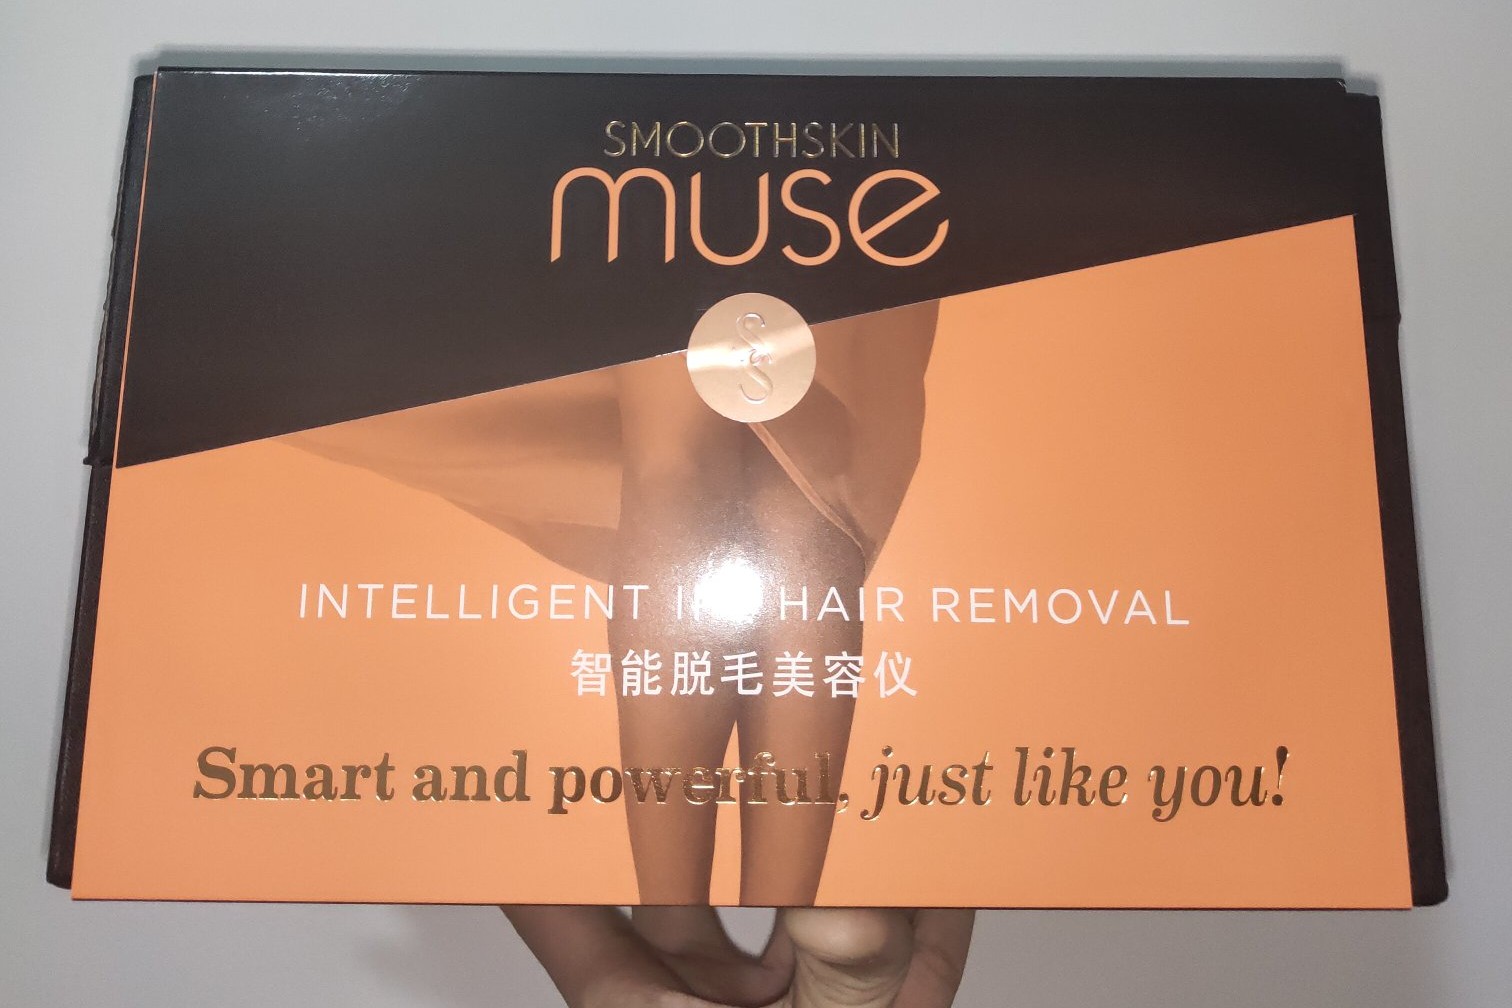 SMOOTHSKIN
muse
INTELLIGENT HAIR REMOVAL
智能脱毛美容仪
Smart and powerful, just like you!